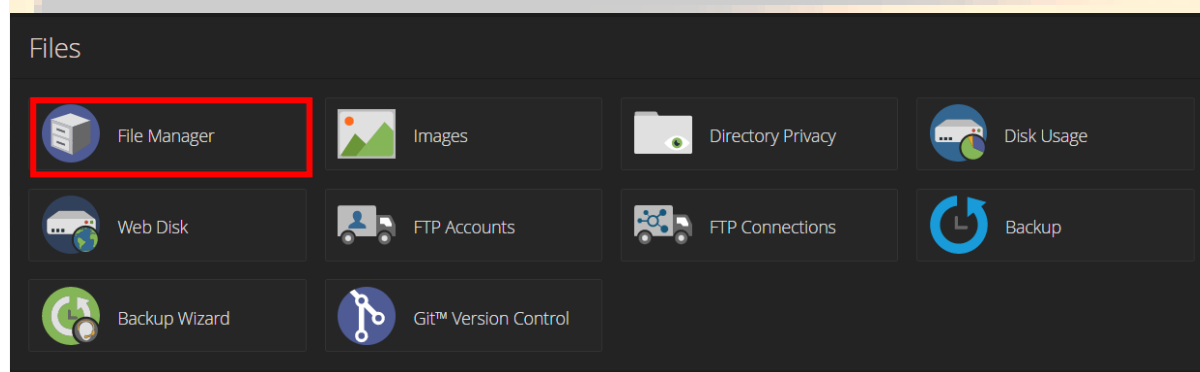 Files
File Manager
Images
Directory Privacy
Disk Usage
Web Disk
FTP Accounts
FTP Connections
Backup
Backup Wizard
Git™ Version Control